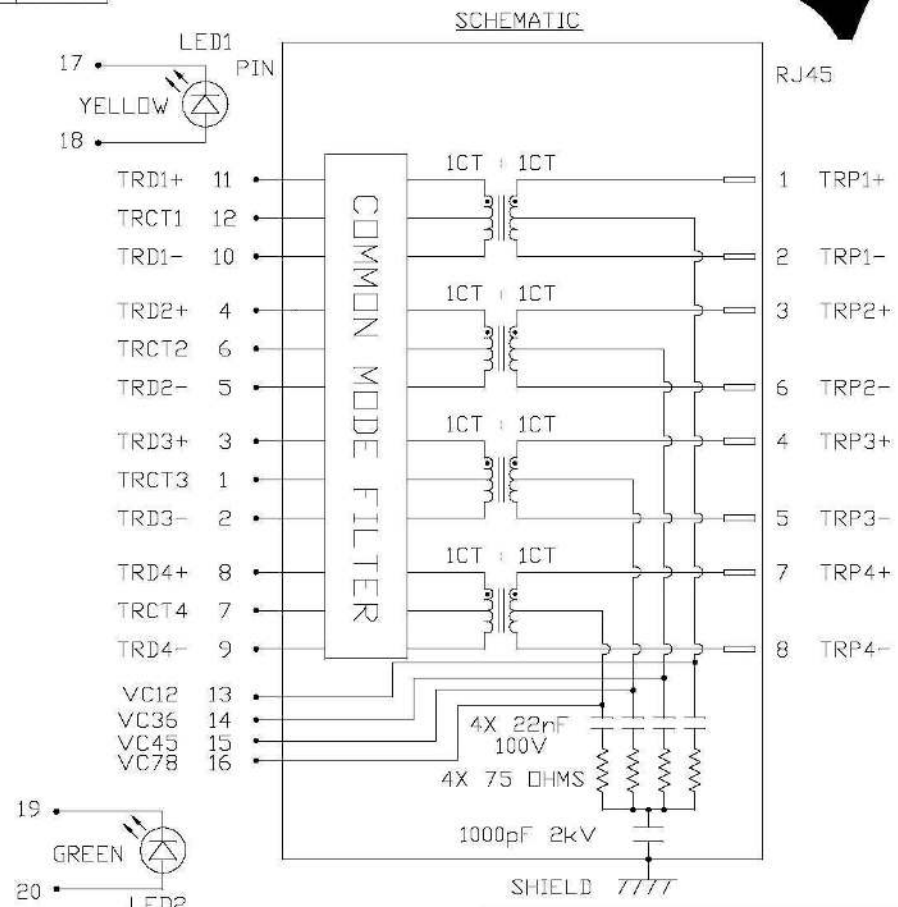 SCHEMATIC
LED1
17
PIN
RJ45
YELLOW
18
1CT : 1CT
TRD1+ 11
1 TRP1+
TRCT1 12
TRD1- 10
2 TRP1-
1CT : 1CT
TRD2+ 4
3 TRP2+
TRCT2 6
TRD2- 5
6 TRP2-
COMMON MODE FILTER
1CT : 1CT
TRD3+ 3
4 TRP3+
TRCT3 1
TRD3- 2
5 TRP3-
1CT : 1CT
TRD4+ 8
7 TRP4+
TRCT4 7
TRD4- 9
8 TRP4-
VC12 13
VC36 14
VC45 15
VC78 16
4X 22nF
100V
4X 75 OHMS
19
1000pF 2kV
GREEN
20
SHIELD
LED2